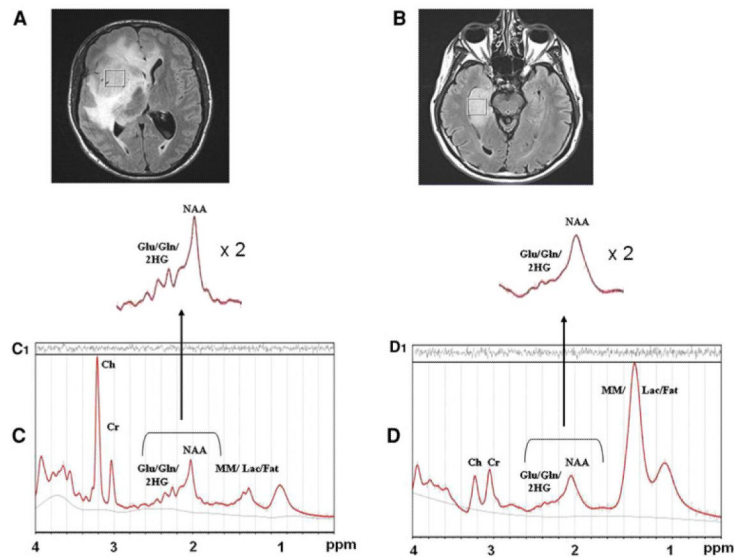 A
B
NAA
Glu/Gln/
2HG
x 2
NAA
Glu/Gln/
2HG
x 2
C1
Ch
Cr
C
Glu/Gln/
2HG
NAA
MM/ Lac/Fat
4 3 2 1 ppm
D1
MM/ Lac/Fat
D
Ch Cr
Glu/Gln/
2HG
NAA
4 3 2 1 ppm